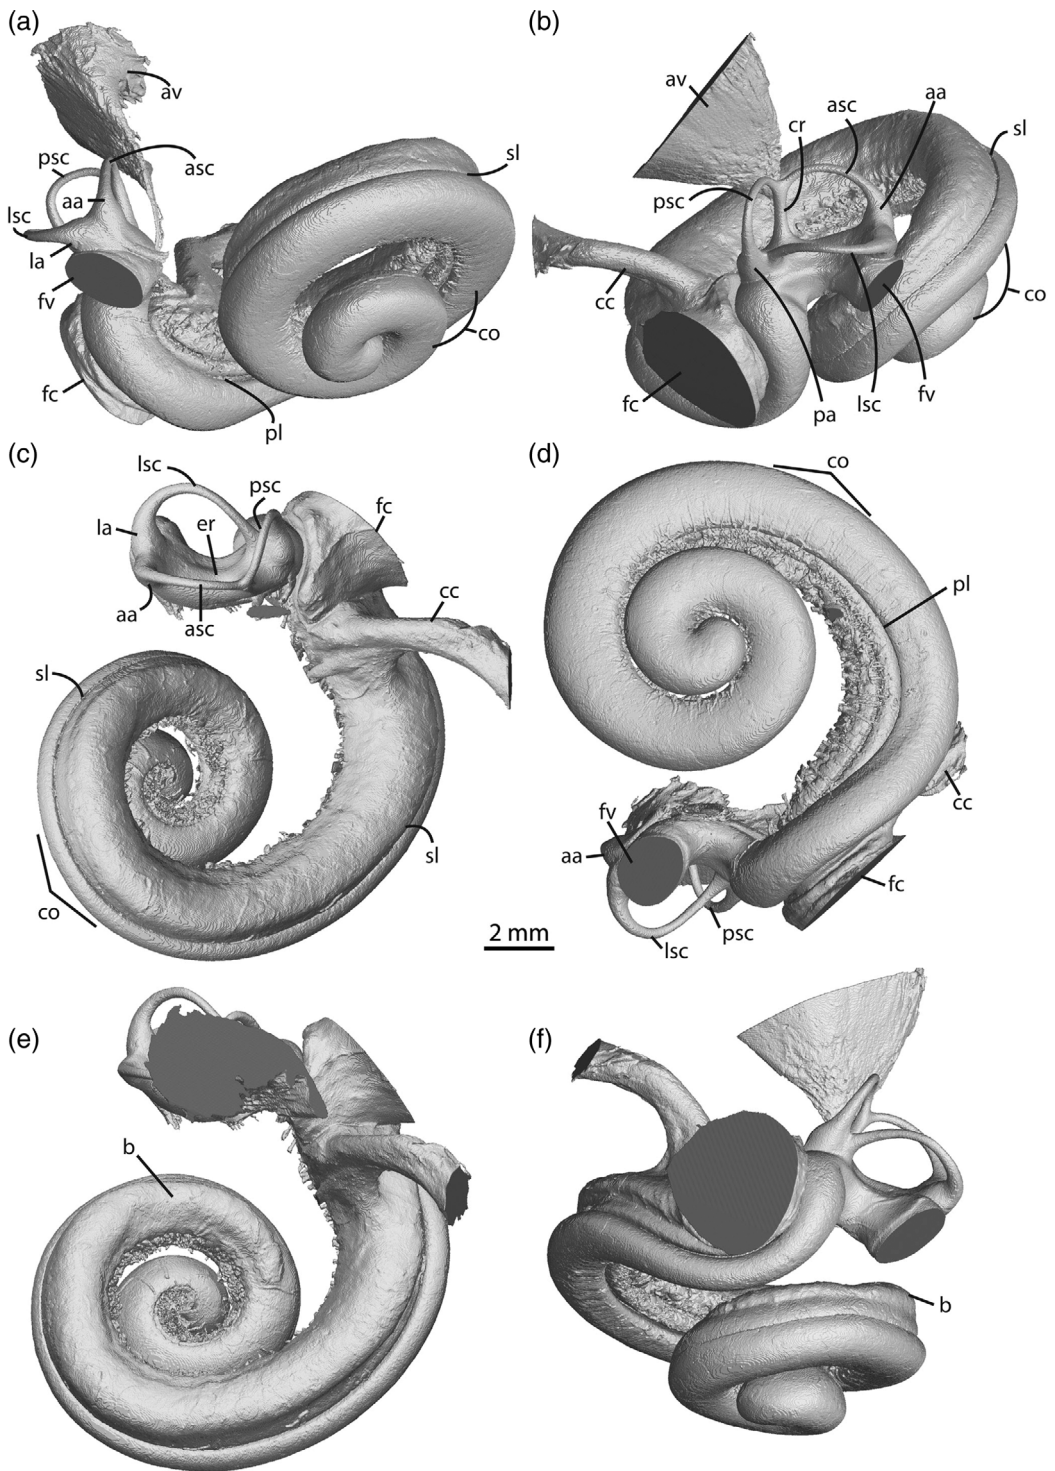 (a)
av
psc
asc
aa
lsc
la
fv
fc
pl
sl
co
(b)
av
cr
asc
aa
sl
psc
cc
co
fc
pa
lsc
fv
(c)
lsc
psc
fc
la
er
aa
asc
cc
sl
sl
co
(d)
co
pl
fv
aa
cc
fc
psc
lsc
2 mm
(e)
b
(f)
b